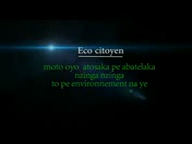 Eco citoyen
moto oyo atosaka pe abatelaka
nzinga nzinga
to pe environnement na ye